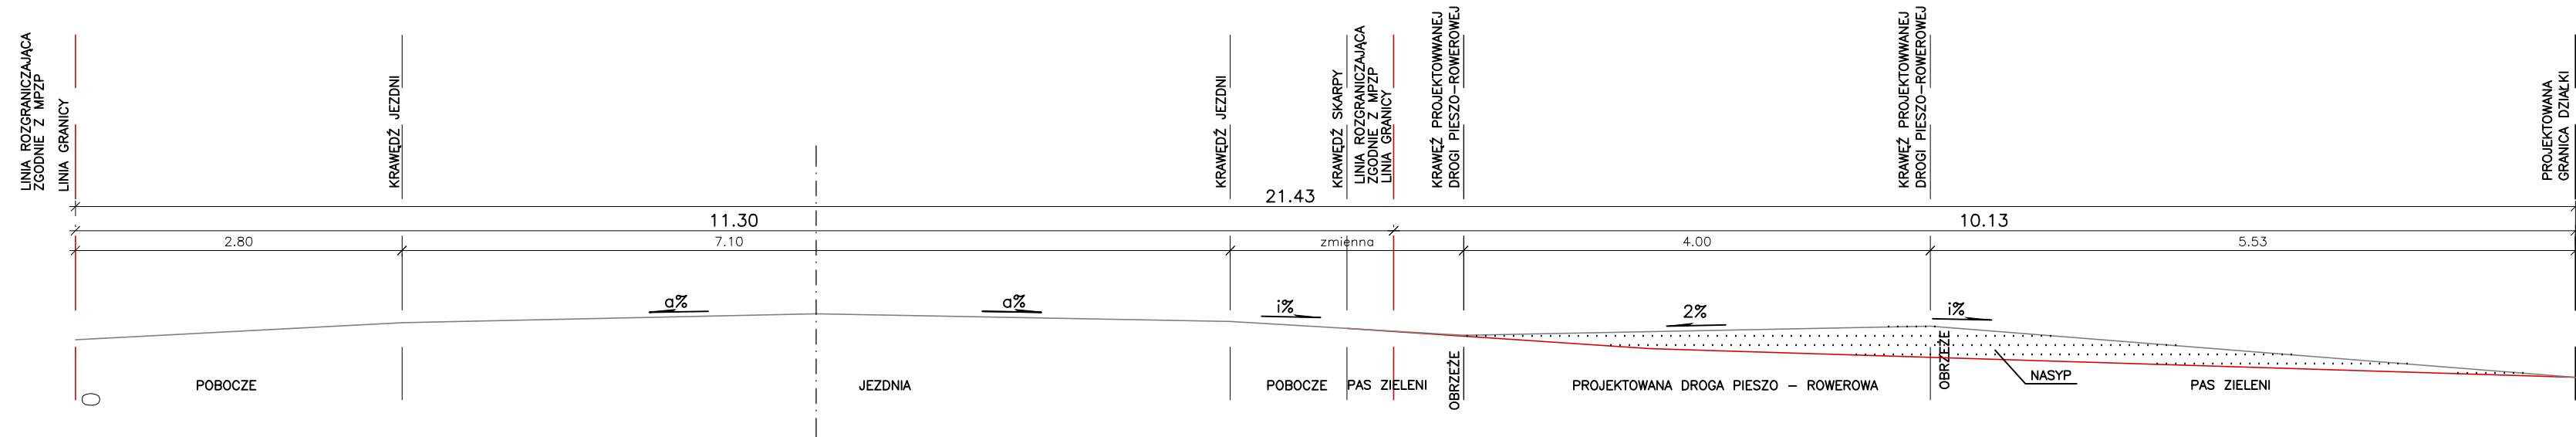 LINIA ROZGRANICZAJĄCA
ZGODNIE Z MPZP
LINIA GRANICY
KRAWĘDŹ JEZDNI
KRAWĘDŹ JEZDNI
KRAWĘDŹ SKARPY
LINIA ROZGRANICZAJĄCA
ZGODNIE Z MPZP
LINIA GRANICY
KRAWĘŹ PROJEKTOWWANEJ
DROGI PIESZO-ROWEROWEJ
KRAWĘŹ PROJEKTOWWANEJ
DROGI PIESZO-ROWEROWEJ
PROJEKTOWANA
GRANICA DZIAŁKI
21.43
11.30
10.13
2.80
7.10
zmienna
4.00
5.53
a%
a%
i%
2%
i%
POBOCZE
JEZDNIA
POBOCZE
PAS ZIELENI
OBRZEŻE
PROJEKTOWANA DROGA PIESZO - ROWEROWA
OBRZEŻE
NASYP
PAS ZIELENI